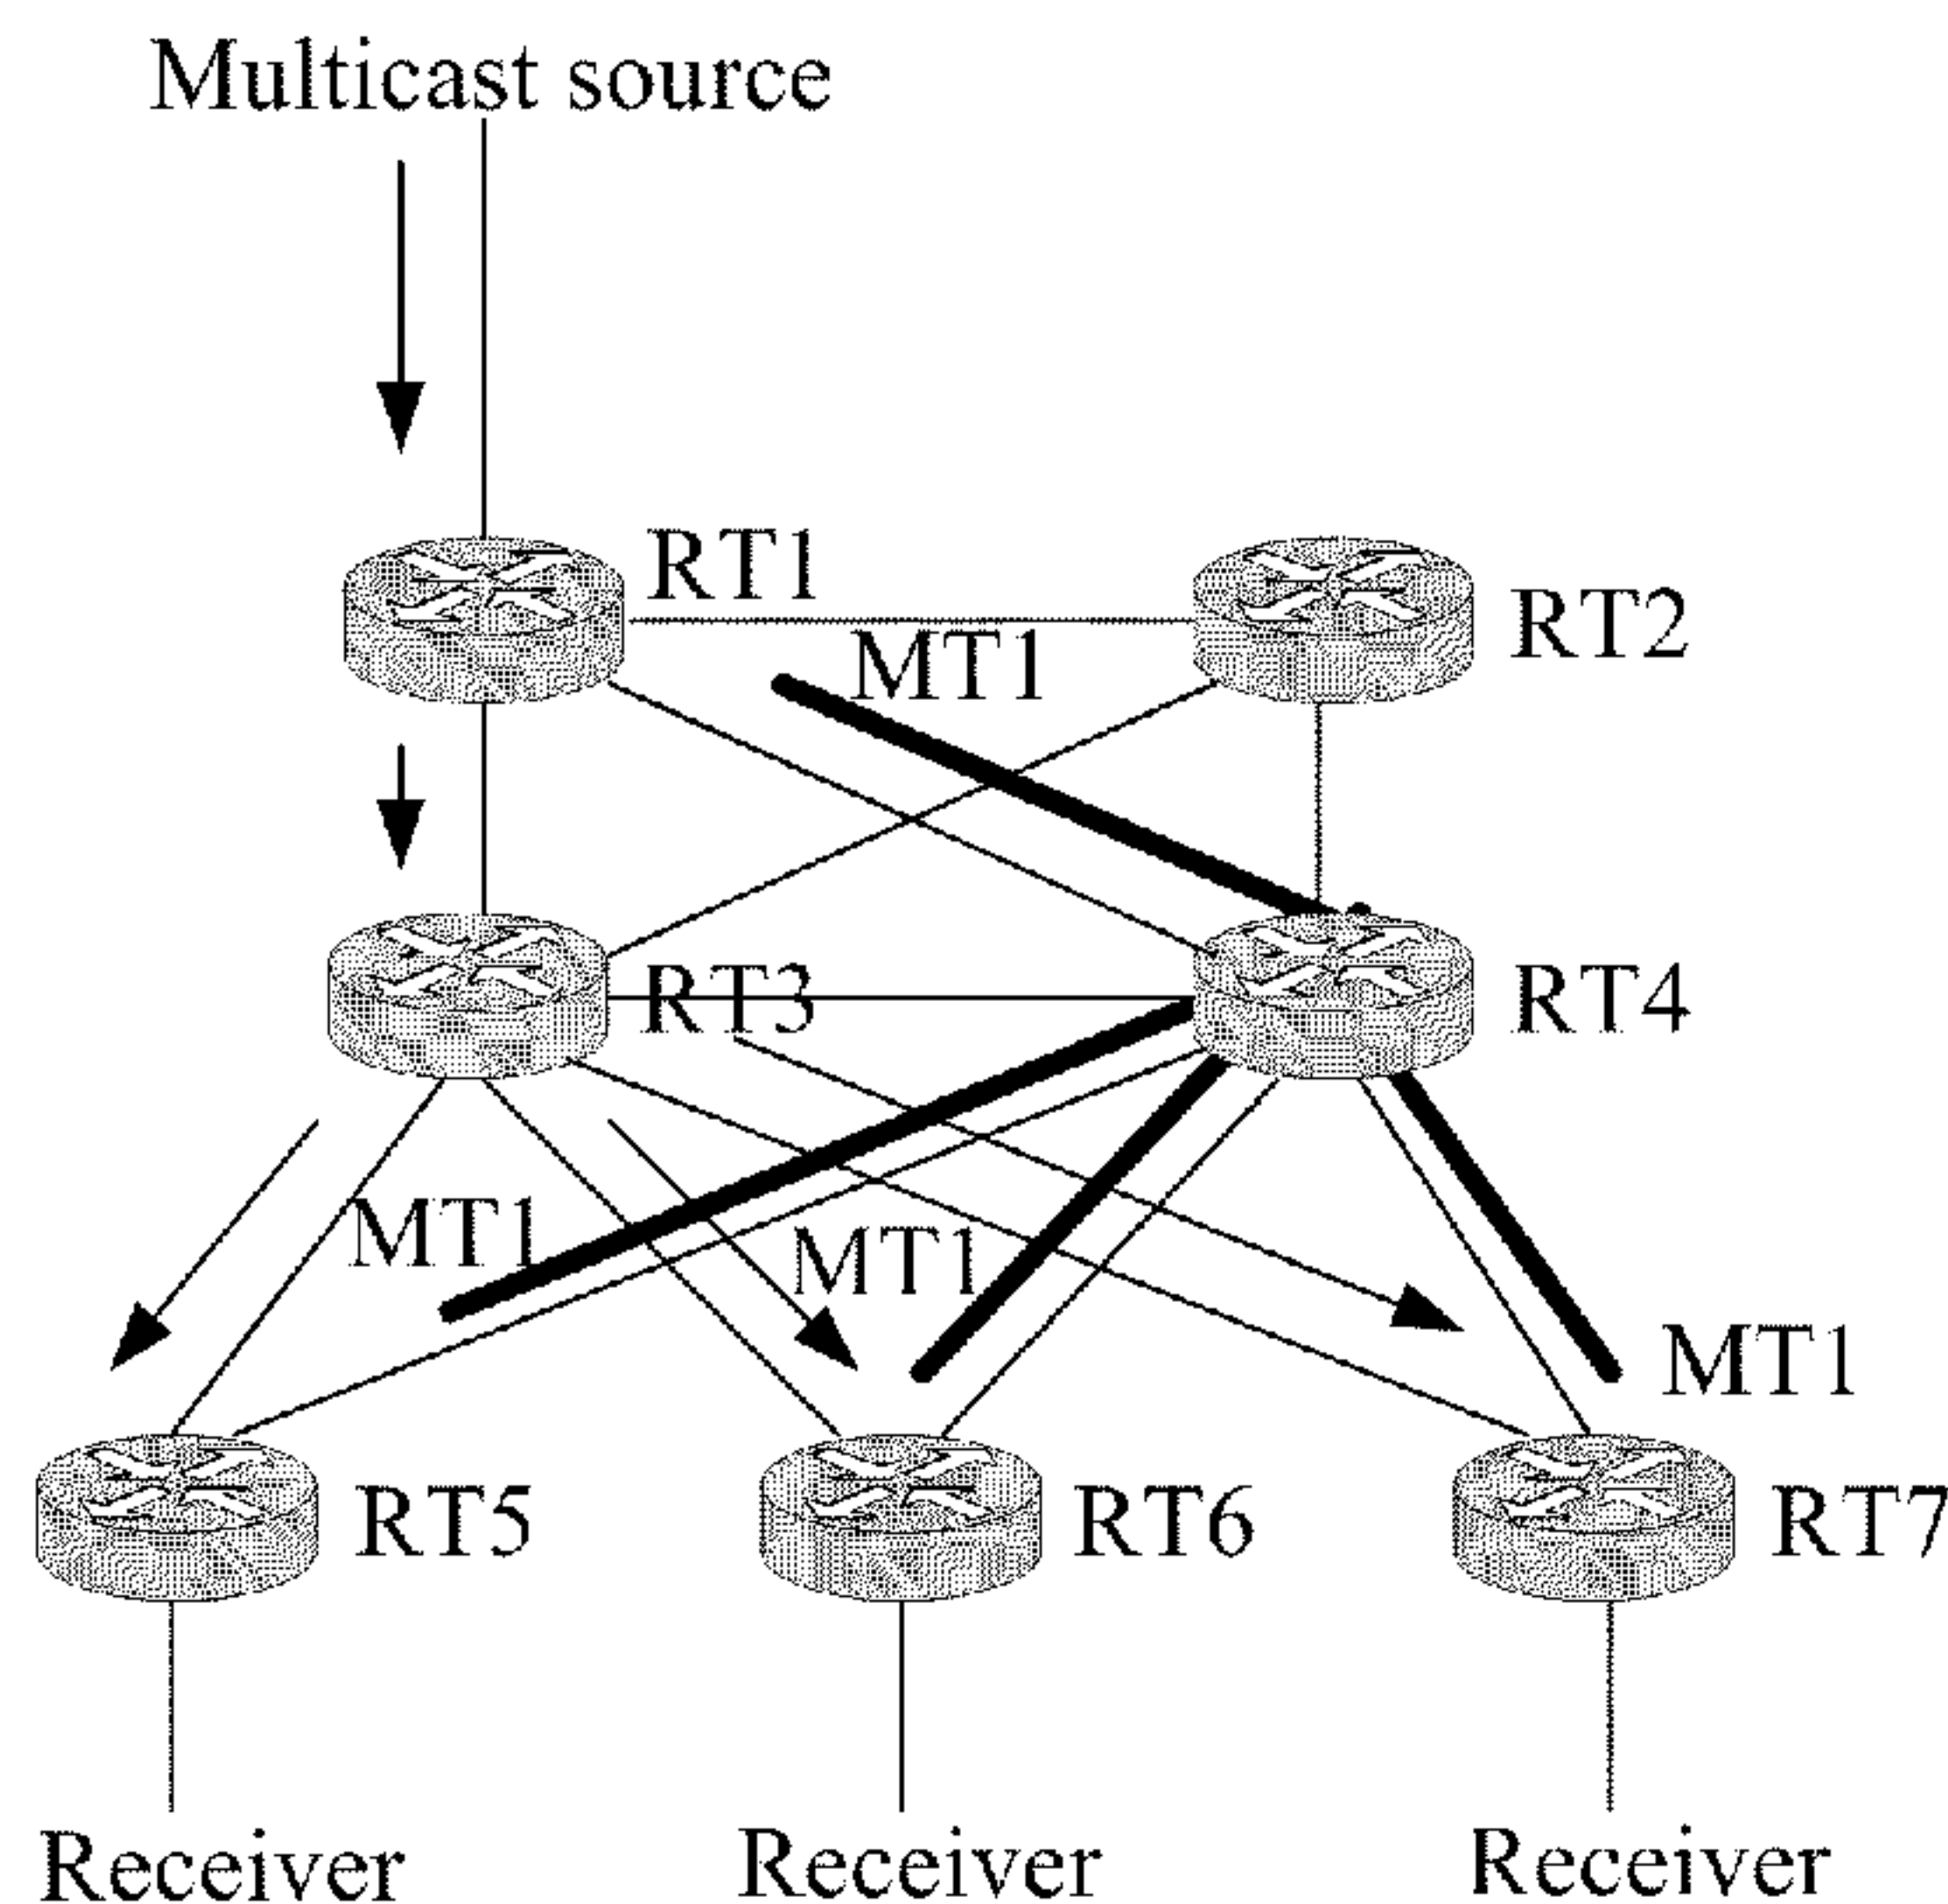 Multicast source
RT1
RT2
MT1
RT3
RT4
MT1
MT1
MT1
RT5
RT6
RT7
Receiver
Receiver
Receiver